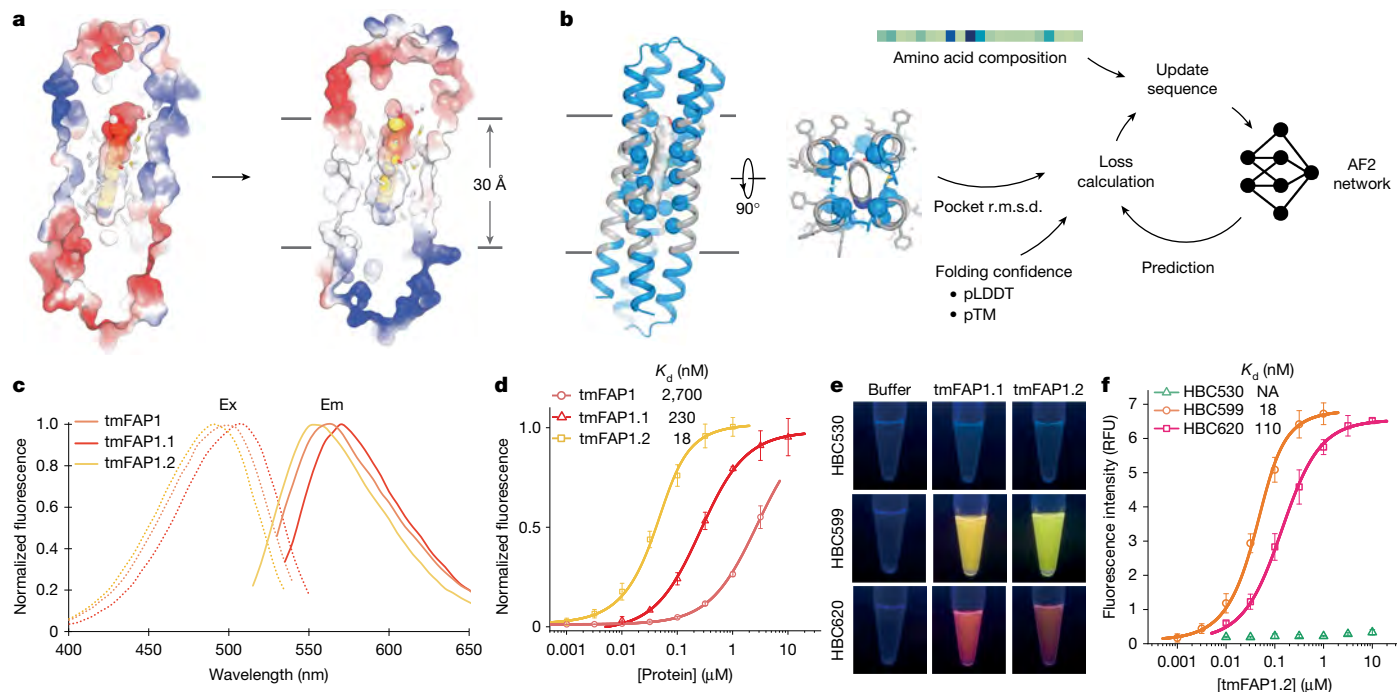 a
30 Å
b
90°
Amino acid composition
Update
sequence
Loss
calculation
AF2
network
Pocket r.m.s.d.
Prediction
Folding confidence
• pLDDT
• pTM
c
Ex
Em
tmFAP1
tmFAP1.1
tmFAP1.2
1.0
0.8
0.6
0.4
0.2
0
400
450
500
550
600
650
Normalized fluorescence
Wavelength (nm)
d
Kd (nM)
tmFAP1 2,700
tmFAP1.1 230
tmFAP1.2 18
1.0
0.5
0
0.001
0.01
0.1
1
10
Normalized fluorescence
[Protein] (μM)
e
Buffer
tmFAP1.1
tmFAP1.2
HBC530
HBC599
HBC620
f
Kd (nM)
HBC530 NA
HBC599 18
HBC620 110
7
6
5
4
3
2
1
0
0.001
0.01
0.1
1
10
Fluorescence intensity (RFU)
[tmFAP1.2] (μM)